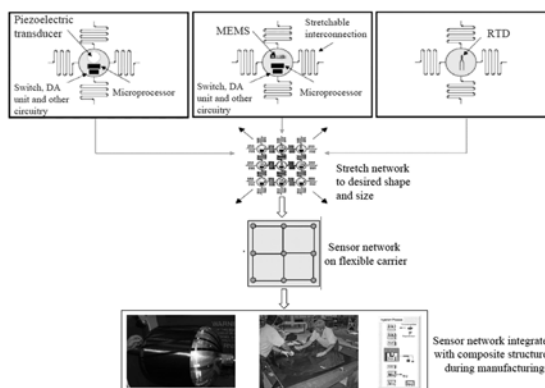 Piezoelectric
transducer
Switch, DA
unit and other
circuitry
Microprocessor
MEMS
Stretchable
interconnection
Switch, DA
unit and other
circuitry
Microprocessor
RTD
Stretch network
to desired shape
and size
Sensor network
on flexible carrier
Sensor network integrate
with composite structure
during manufacturing